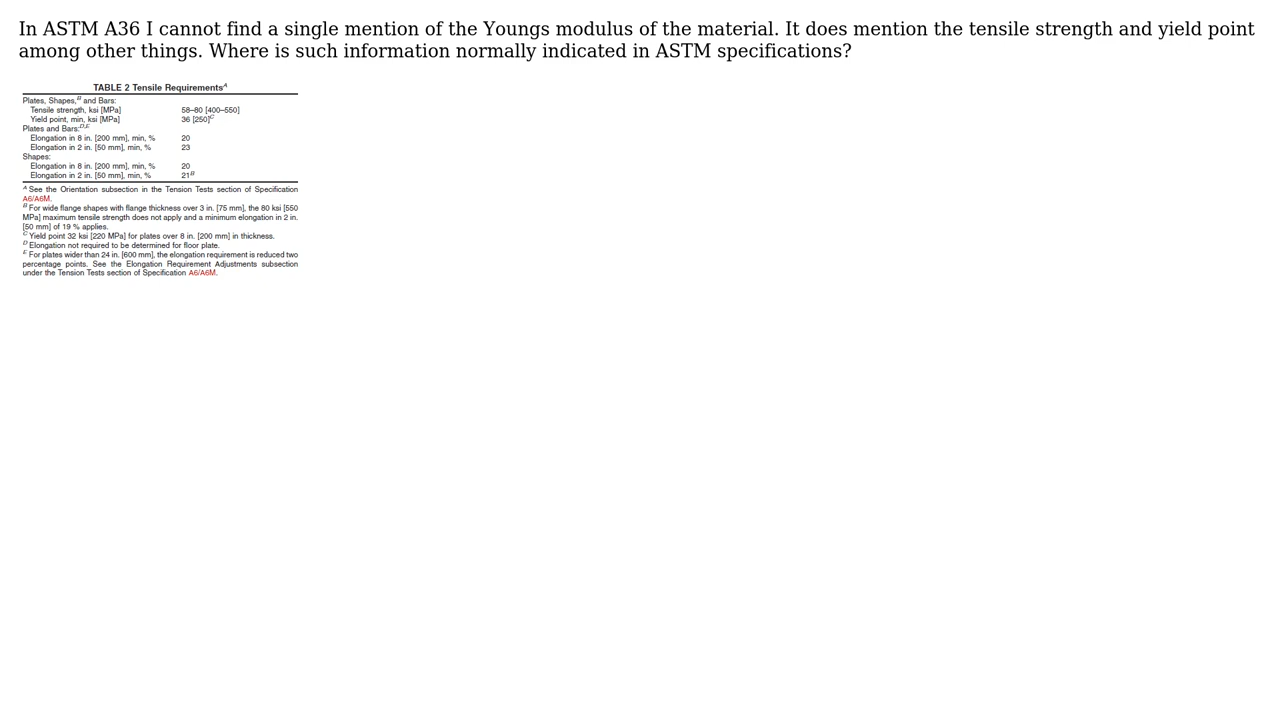 In ASTM A36 I cannot find a single mention of the Youngs modulus of the material. It does mention the tensile strength and yield point
among other things. Where is such information normally indicated in ASTM specifications?
TABLE 2 Tensile Requirements^A
Plates, Shapes,^B and Bars:
Tensile strength, ksi [MPa] 58–80 [400–550]
Yield point, min, ksi [MPa] 36 [250]^C
Plates and Bars:^D,E
Elongation in 8 in. [200 mm], min, % 20
Elongation in 2 in. [50 mm], min, % 23
Shapes:
Elongation in 8 in. [200 mm], min, % 20
Elongation in 2 in. [50 mm], min, % 21^B
^A See the Orientation subsection in the Tension Tests section of Specification
A6/A6M.
^B For wide flange shapes with flange thickness over 3 in. [75 mm], the 80 ksi [550
MPa] maximum tensile strength does not apply and a minimum elongation in 2 in.
[50 mm] of 19 % applies.
^C Yield point 32 ksi [220 MPa] for plates over 8 in. [200 mm] in thickness.
^D Elongation not required to be determined for floor plate.
^E For plates wider than 24 in. [600 mm], the elongation requirement is reduced two
percentage points. See the Elongation Requirement Adjustments subsection
under the Tension Tests section of Specification A6/A6M.